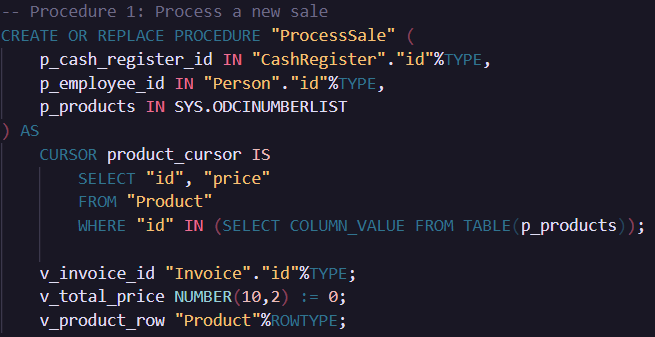 -- Procedure 1: Process a new sale
CREATE OR REPLACE PROCEDURE "ProcessSale" (
    p_cash_register_id IN "CashRegister"."id"%TYPE,
    p_employee_id IN "Person"."id"%TYPE,
    p_products IN SYS.ODCINUMBERLIST
) AS
    CURSOR product_cursor IS
        SELECT "id", "price"
        FROM "Product"
        WHERE "id" IN (SELECT COLUMN_VALUE FROM TABLE(p_products));
    v_invoice_id "Invoice"."id"%TYPE;
    v_total_price NUMBER(10,2) := 0;
    v_product_row "Product"%ROWTYPE;